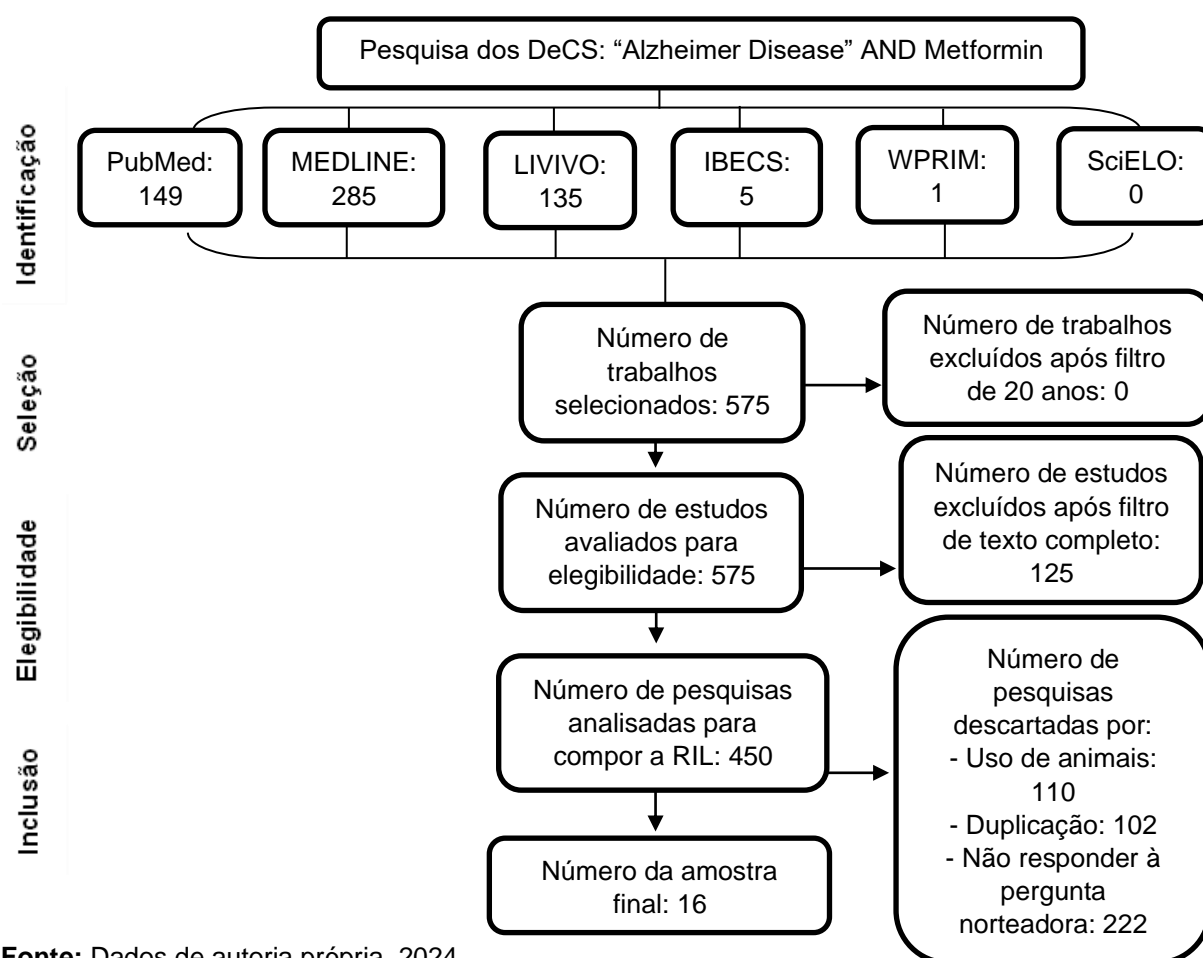 Pesquisa dos DeCS: “Alzheimer Disease” AND Metformin
Identificação
PubMed:
149
MEDLINE:
285
LIVIVO:
135
IBECS:
5
WPRIM:
1
SciELO:
0
Seleção
Número de
trabalhos
selecionados: 575
Número de trabalhos
excluídos após filtro
de 20 anos: 0
Elegibilidade
Número de estudos
avaliados para
elegibilidade: 575
Número de estudos
excluídos após filtro
de texto completo:
125
Inclusão
Número de pesquisas
analisadas para
compor a RIL: 450
Número de
pesquisas
descartadas por:
- Uso de animais:
110
- Duplicação: 102
- Não responder à
pergunta
norteadora: 222
Número da amostra
final: 16
Fonte: Dados de autoria própria, 2024